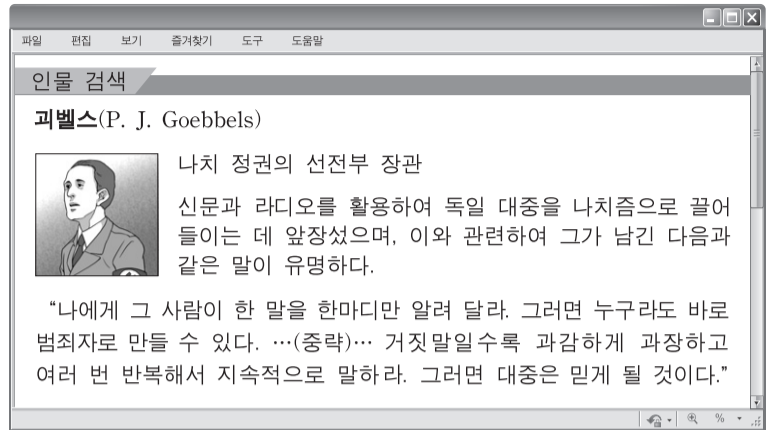 파일 편집 보기 즐겨찾기 도구 도움말
인물 검색
괴벨스(P. J. Goebbels)
나치 정권의 선전부 장관
신문과 라디오를 활용하여 독일 대중을 나치즘으로 끌어
들이는 데 앞장섰으며, 이와 관련하여 그가 남긴 다음과
같은 말이 유명하다.
“나에게 그 사람이 한 말을 한마디만 알려 달라. 그러면 누구라도 바로
범죄자로 만들 수 있다. …(중략)… 거짓말일수록 과감하게 과장하고
여러 번 반복해서 지속적으로 말하라. 그러면 대중은 믿게 될 것이다.”
%